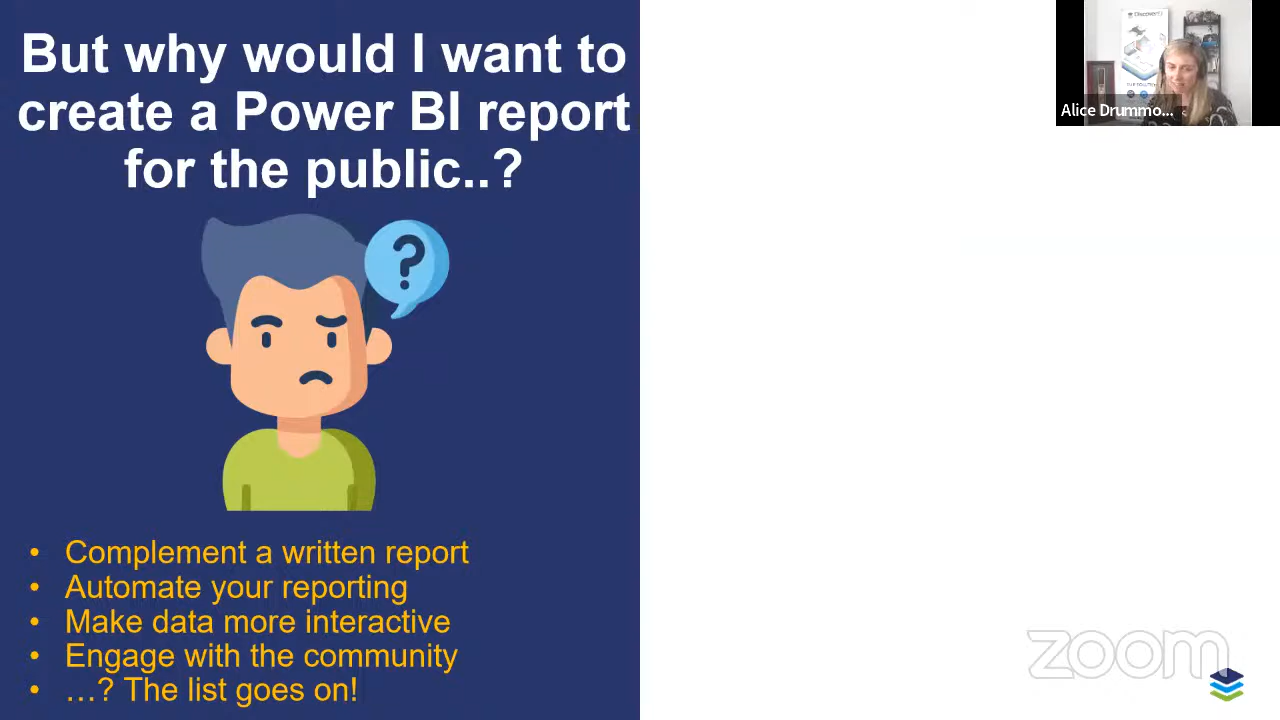 But why would I want to
create a Power BI report
for the public..?
?
• Complement a written report
• Automate your reporting
• Make data more interactive
• Engage with the community
• …? The list goes on!
Alice Drummo...
zoom